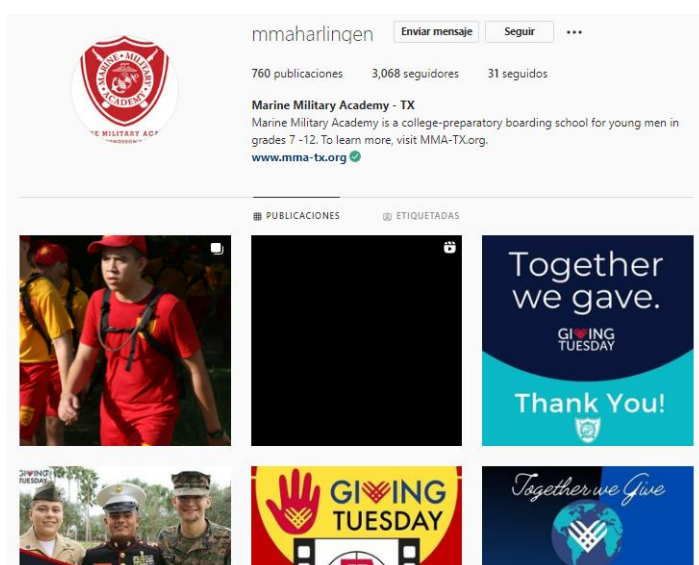 mmaharlingen Enviar mensaje Seguir
760 publicaciones 3,068 seguidores 31 seguidos
Marine Military Academy - TX
Marine Military Academy is a college-preparatory boarding school for young men in
grades 7 -12. To learn more, visit MMA-TX.org.
www.mma-tx.org
MARINE MILITARY
ACADEMY
PUBLICACIONES ETIQUETADAS
Together
we gave.
GIVING
TUESDAY
Thank You!
GIVING
TUESDAY
GIVING
TUESDAY
Together we Give